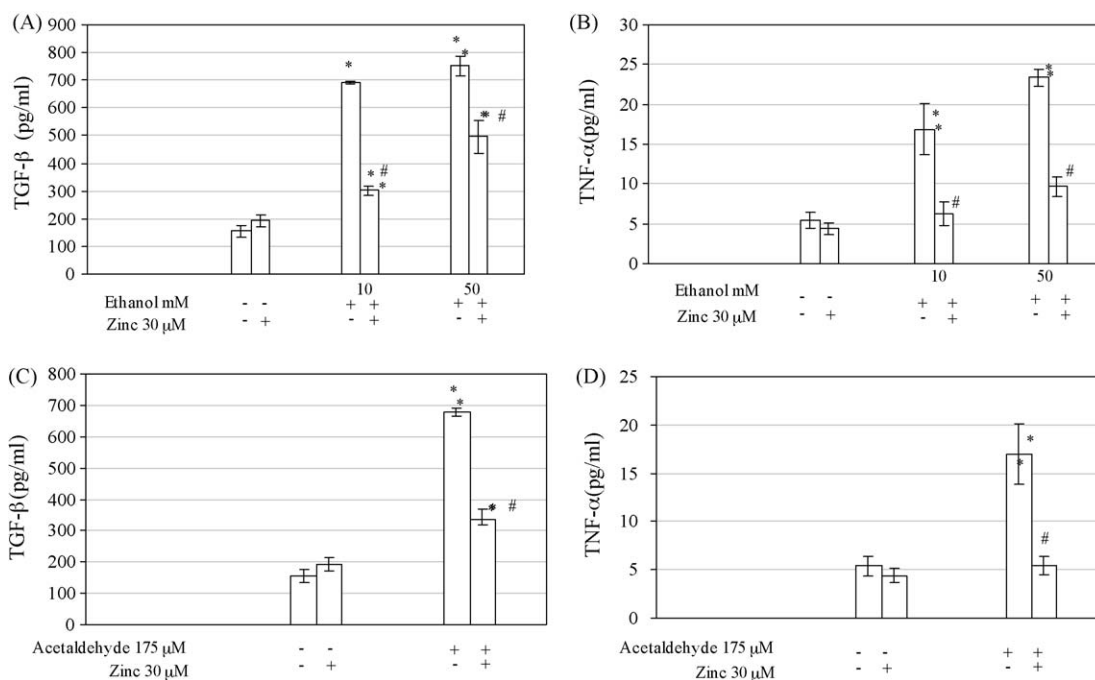 (A)
900
800
700
600
500
400
300
200
100
0
TGF-β (pg/ml)
* * * * * # * * #
10 50
Ethanol mM - - + + + +
Zinc 30 μM - + - + - +
(B)
30
25
20
15
10
5
0
TNF-α(pg/ml)
* * # * * #
10 50
Ethanol mM - - + + + +
Zinc 30 μM - + - + - +
(C)
800
700
600
500
400
300
200
100
0
TGF-β(pg/ml)
* * * #
Acetaldehyde 175 μM - - + +
Zinc 30 μM - + - +
(D)
25
20
15
10
5
0
TNF-α(pg/ml)
* * #
Acetaldehyde 175 μM - - + +
Zinc 30 μM - + - +